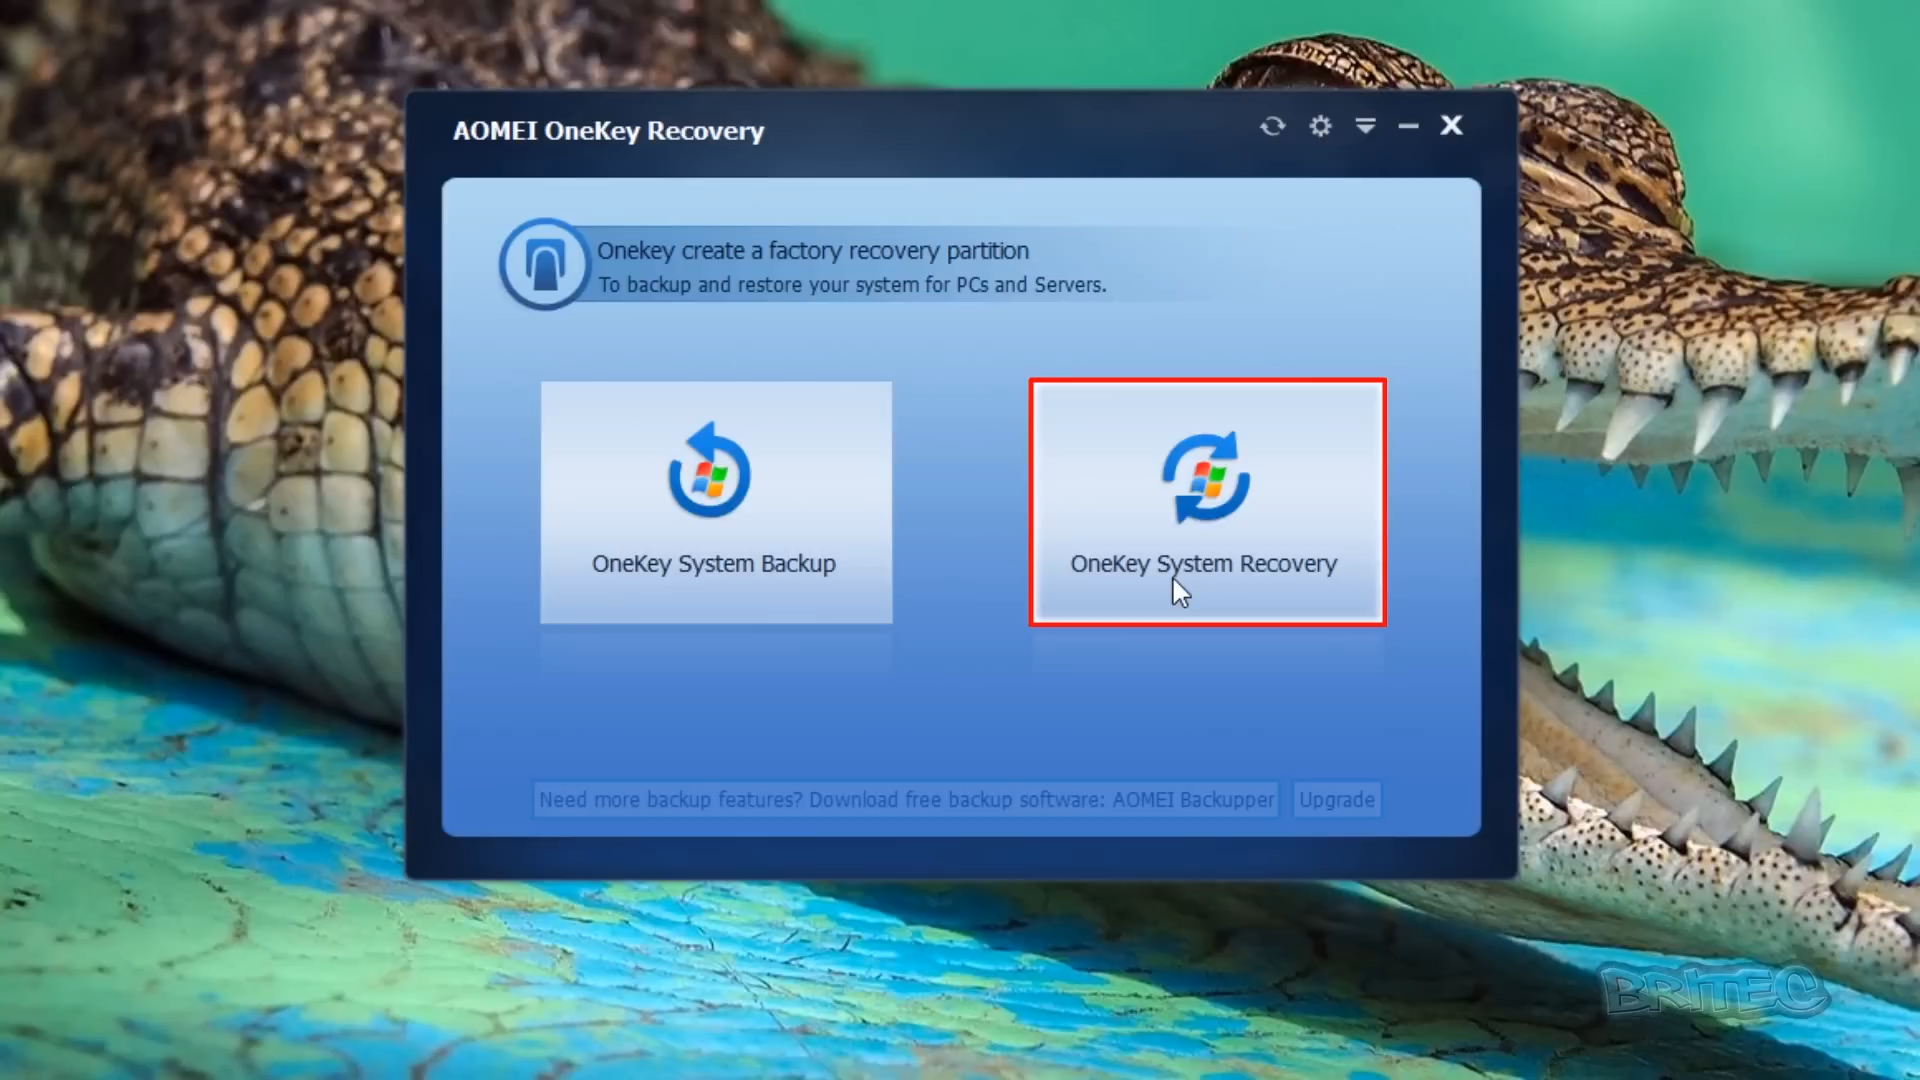 AOMEI OneKey Recovery
Onekey create a factory recovery partition
To backup and restore your system for PCs and Servers.
OneKey System Backup
OneKey System Recovery
Need more backup features? Download free backup software: AOMEI Backupper
Upgrade
BRITEC